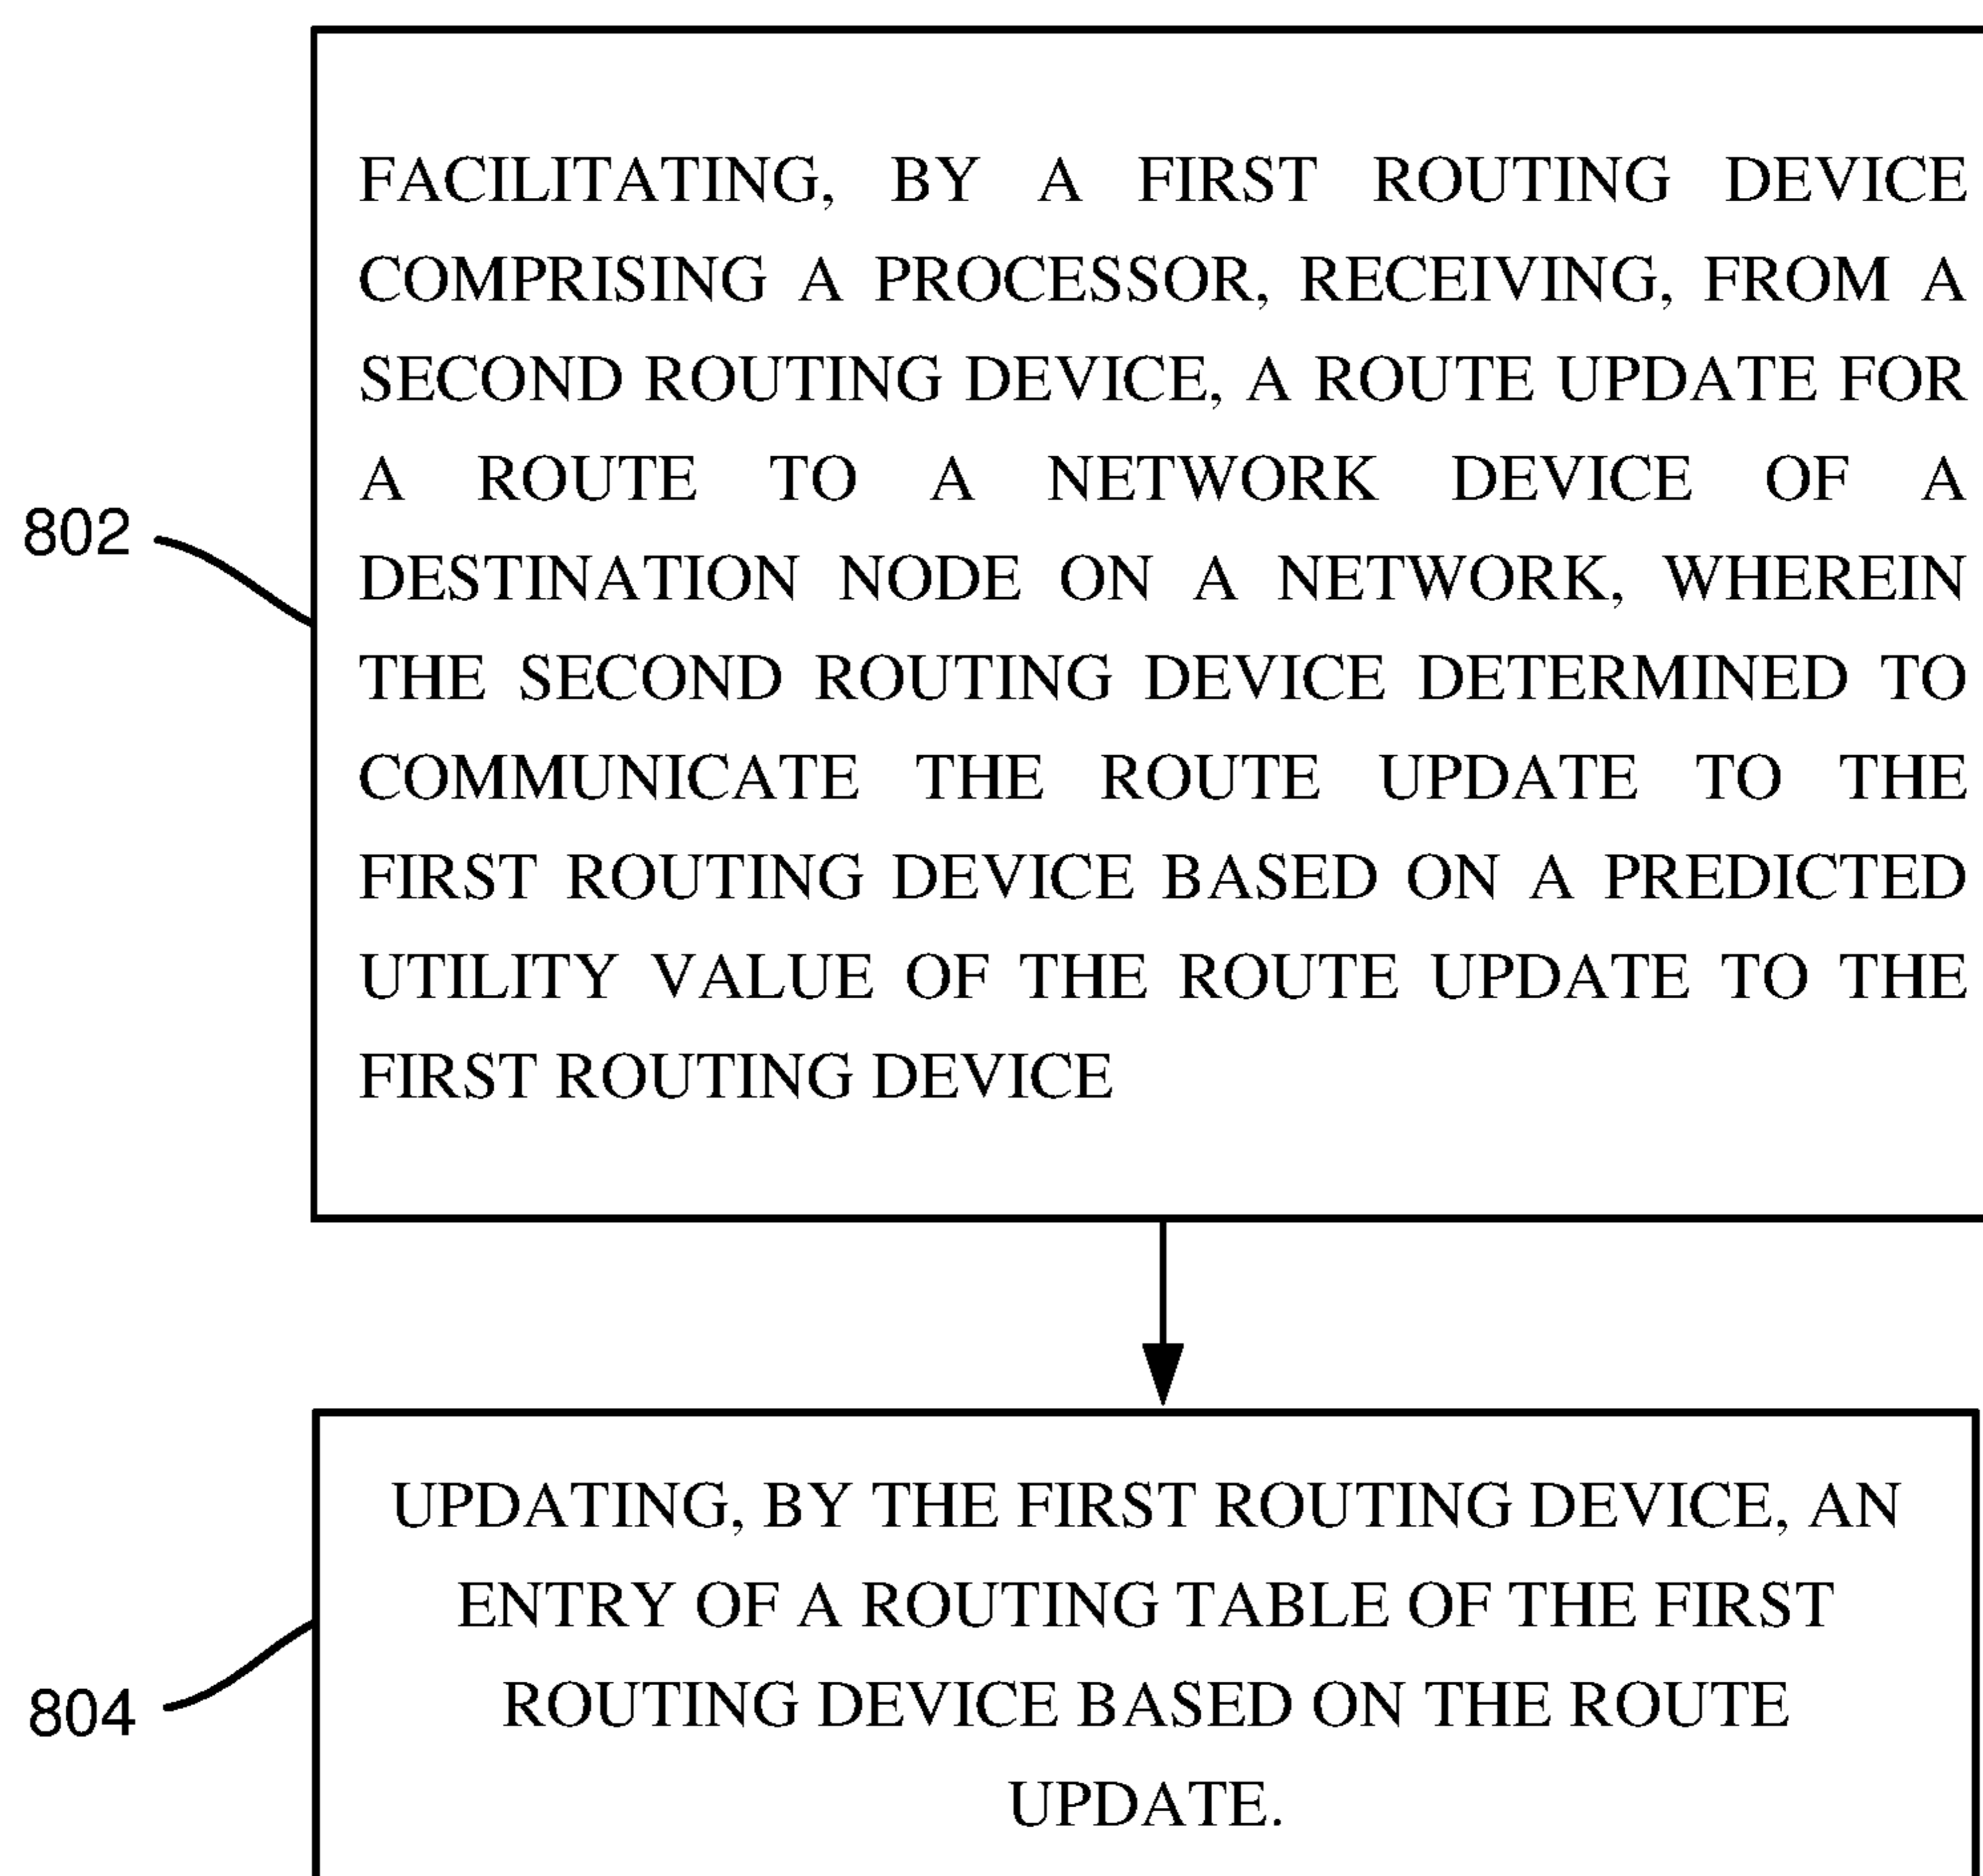 FACILITATING, BY A FIRST ROUTING DEVICE
COMPRISING A PROCESSOR, RECEIVING, FROM A
SECOND ROUTING DEVICE, A ROUTE UPDATE FOR
A ROUTE TO A NETWORK DEVICE OF A
802
DESTINATION NODE ON A NETWORK, WHEREIN
THE SECOND ROUTING DEVICE DETERMINED TO
COMMUNICATE THE ROUTE UPDATE TO THE
FIRST ROUTING DEVICE BASED ON A PREDICTED
UTILITY VALUE OF THE ROUTE UPDATE TO THE
FIRST ROUTING DEVICE
UPDATING, BY THE FIRST ROUTING DEVICE, AN
ENTRY OF A ROUTING TABLE OF THE FIRST
ROUTING DEVICE BASED ON THE ROUTE
804
UPDATE.